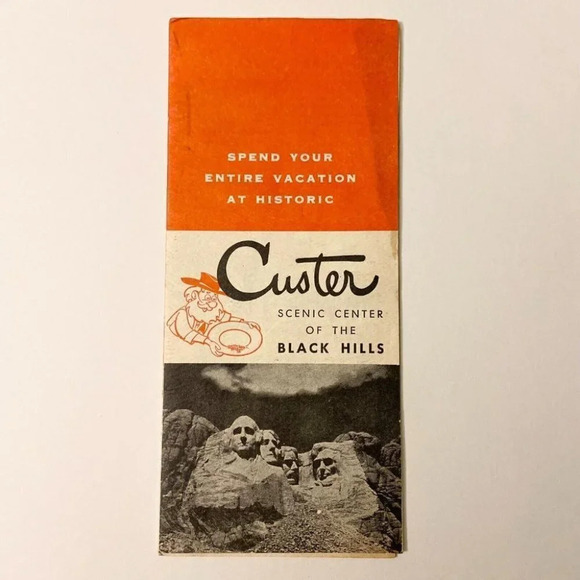 SPEND YOUR
ENTIRE VACATION
AT HISTORIC
Custer
SCENIC CENTER
OF THE
BLACK HILLS